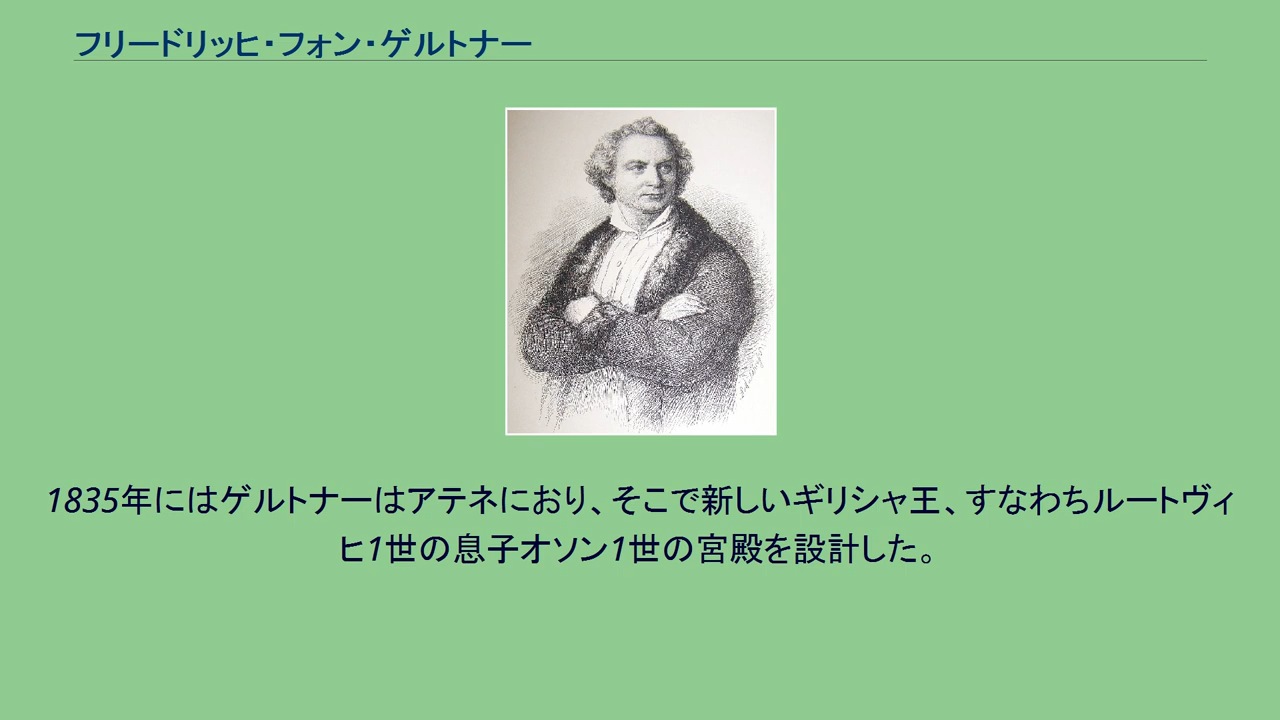 フリードリッヒ・フォン・ゲルトナー
1835年にはゲルトナーはアテネにおり、そこで新しいギリシャ王、すなわちルートヴィ
ヒ1世の息子オソン1世の宮殿を設計した。